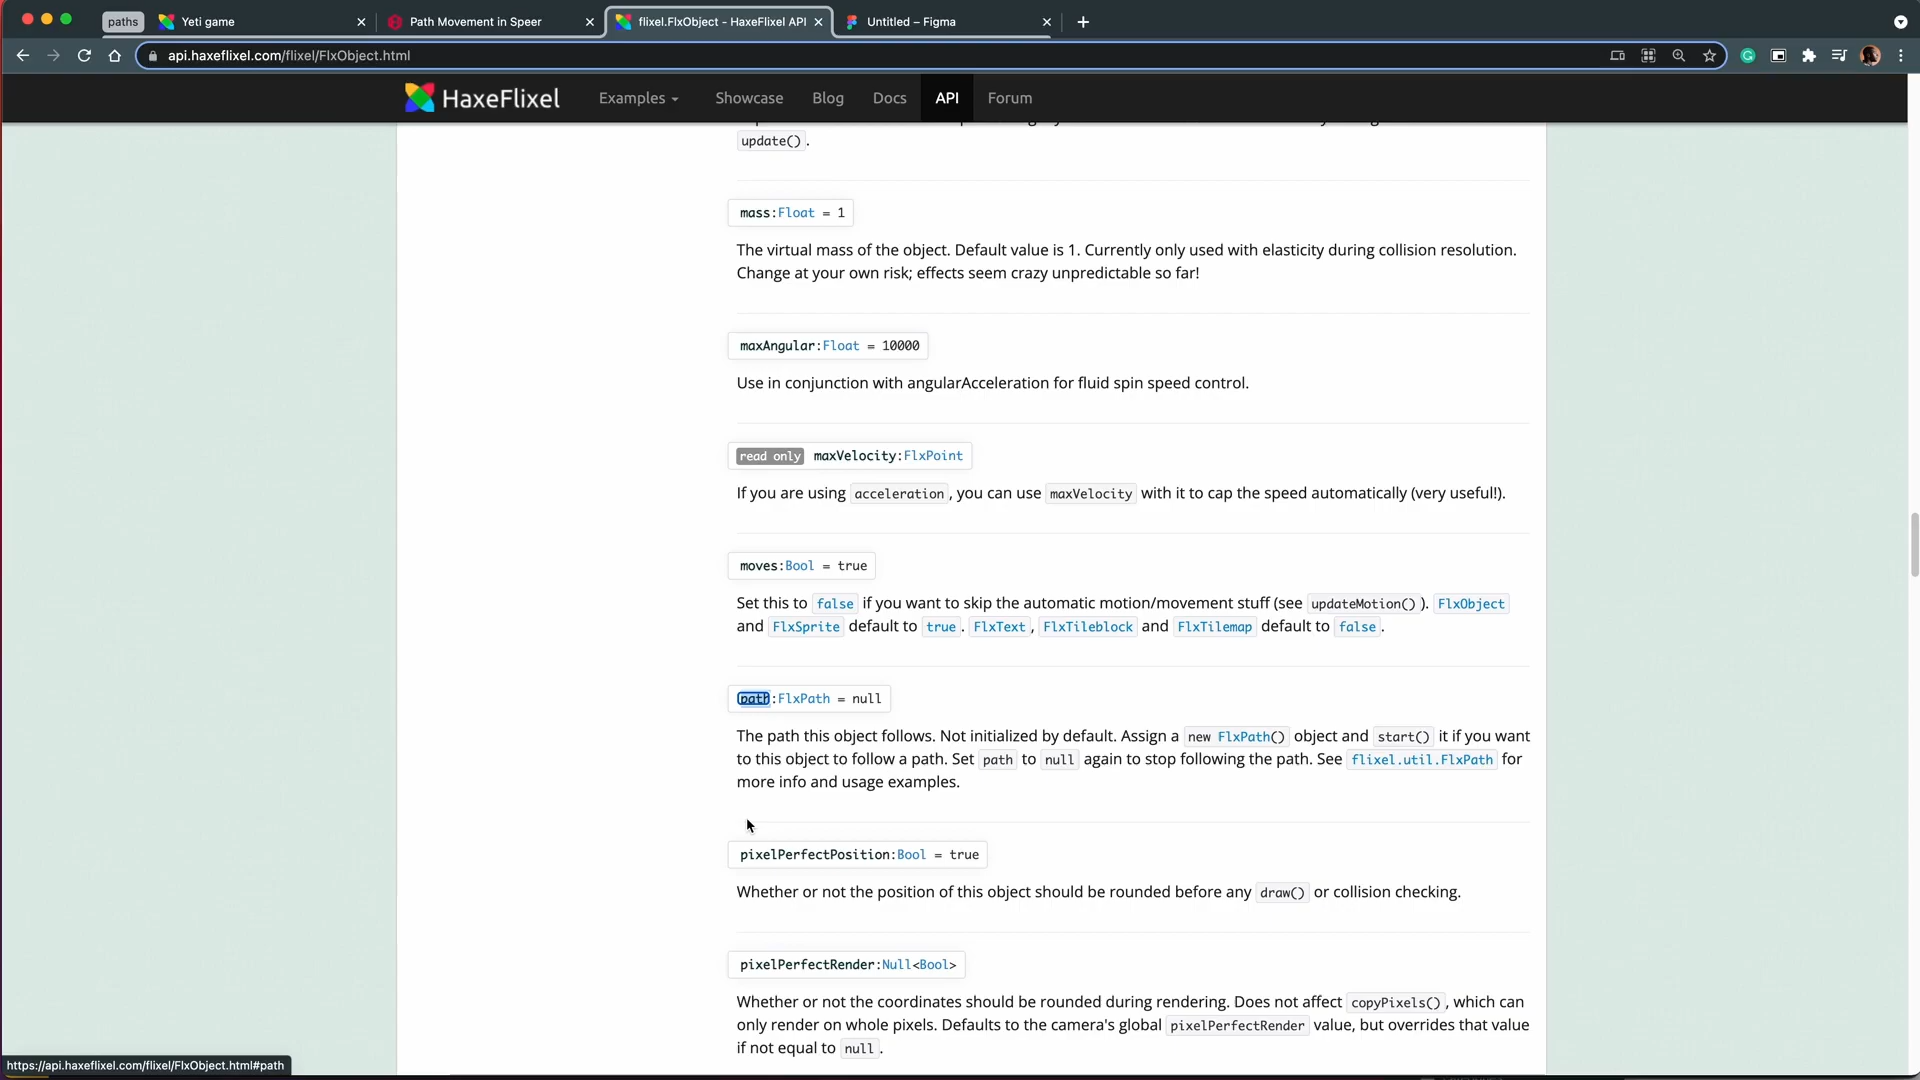 paths
Yeti game
Path Movement in Speer
flixel.FlxObject - HaxeFlixel API
Untitled – Figma
api.haxeflixel.com/flixel/FlxObject.html
HaxeFlixel
Examples
Showcase
Blog
Docs
API
Forum
update().
mass:Float = 1
The virtual mass of the object. Default value is 1. Currently only used with elasticity during collision resolution.
Change at your own risk; effects seem crazy unpredictable so far!
maxAngular:Float = 10000
Use in conjunction with angularAcceleration for fluid spin speed control.
read only maxVelocity:FlxPoint
If you are using acceleration, you can use maxVelocity with it to cap the speed automatically (very useful!).
moves:Bool = true
Set this to false if you want to skip the automatic motion/movement stuff (see updateMotion()). FlxObject
and FlxSprite default to true. FlxText, FlxTileblock and FlxTilemap default to false.
path:FlxPath = null
The path this object follows. Not initialized by default. Assign a new FlxPath() object and start() it if you want
to this object to follow a path. Set path to null again to stop following the path. See flixel.util.FlxPath for
more info and usage examples.
pixelPerfectPosition:Bool = true
Whether or not the position of this object should be rounded before any draw() or collision checking.
pixelPerfectRender:Null<Bool>
Whether or not the coordinates should be rounded during rendering. Does not affect copyPixels(), which can
only render on whole pixels. Defaults to the camera's global pixelPerfectRender value, but overrides that value
if not equal to null.
https://api.haxeflixel.com/flixel/FlxObject.html#path